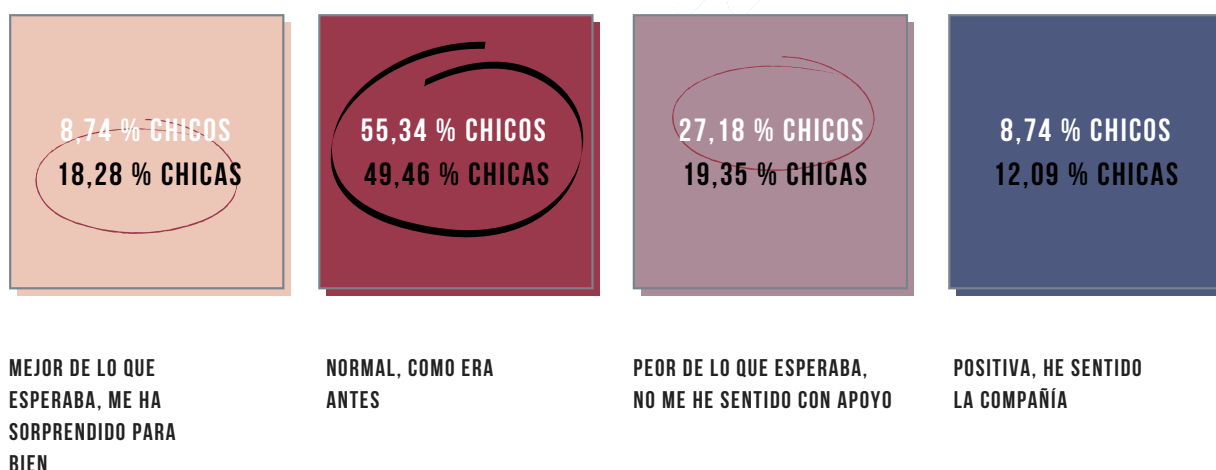 8,74 % CHICOS
18,28 % CHICAS
55,34 % CHICOS
49,46 % CHICAS
27,18 % CHICOS
19,35 % CHICAS
8,74 % CHICOS
12,09 % CHICAS
MEJOR DE LO QUE
ESPERABA, ME HA
SORPRENDIDO PARA
BIEN
NORMAL, COMO ERA
ANTES
PEOR DE LO QUE ESPERABA,
NO ME HE SENTIDO CON APOYO
POSITIVA, HE SENTIDO
LA COMPAÑÍA